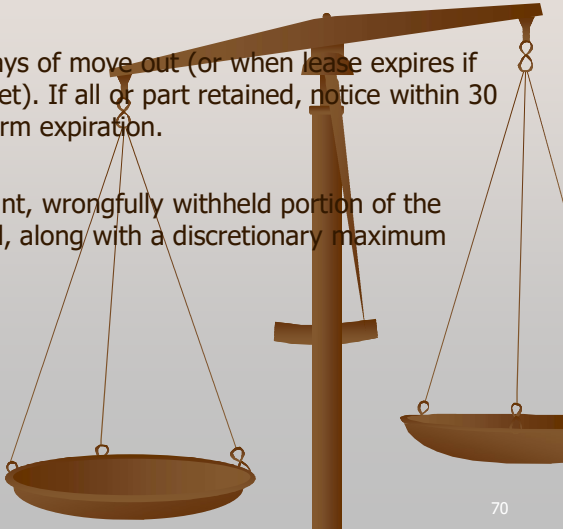 ys of move out (or when lease expires if
et). If all or part retained, notice within 30
rm expiration.
nt, wrongfully withheld portion of the
, along with a discretionary maximum
70